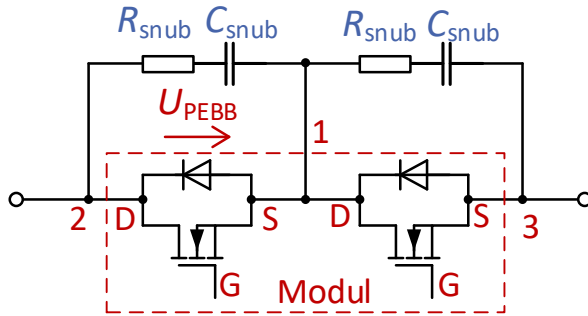 R_snub C_snub R_snub C_snub
U_PEBB
1
2 D S D S 3
G G
Modul